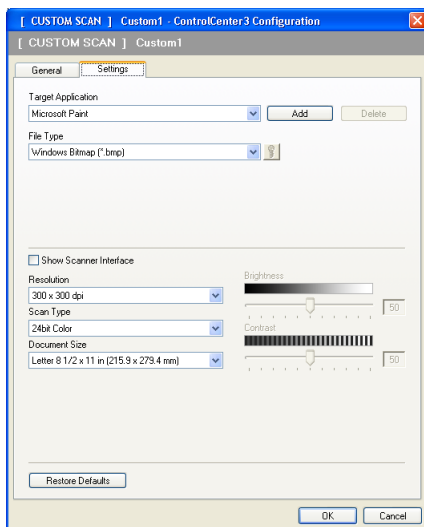 [ CUSTOM SCAN ] Custom1 - ControlCenter3 Configuration
[ CUSTOM SCAN ] Custom1
General Settings
Target Application
Microsoft Paint Add Delete
File Type
Windows Bitmap (*.bmp)
Show Scanner Interface
Resolution Brightness
300 x 300 dpi 50
Scan Type
24bit Color Contrast
Document Size
Letter 8 1/2 x 11 in (215.9 x 279.4 mm) 50
Restore Defaults
OK Cancel